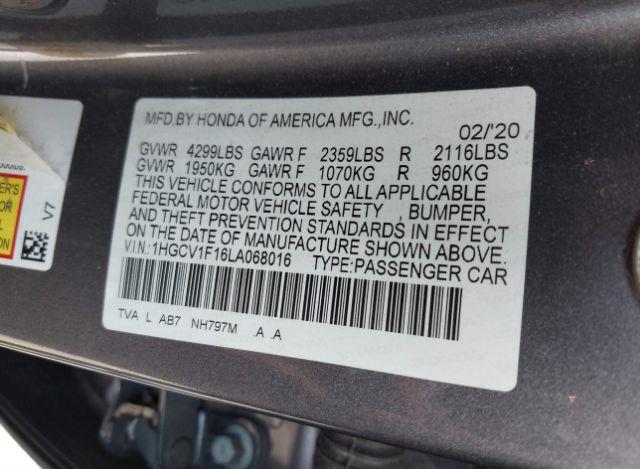 MFD.BY HONDA OF AMERICA MFG.,INC.
02/'20
GVWR 4299LBS GAWR F 2359LBS R 2116LBS
GVWR 1950KG GAWR F 1070KG R 960KG
THIS VEHICLE CONFORMS TO ALL APPLICABLE
FEDERAL MOTOR VEHICLE SAFETY , BUMPER,
AND THEFT PREVENTION STANDARDS IN EFFECT
ON THE DATE OF MANUFACTURE SHOWN ABOVE.
V.I.N.:1HGCV1F16LA068016 TYPE:PASSENGER CAR
TVA L AB7 NH797M .A .A
V7